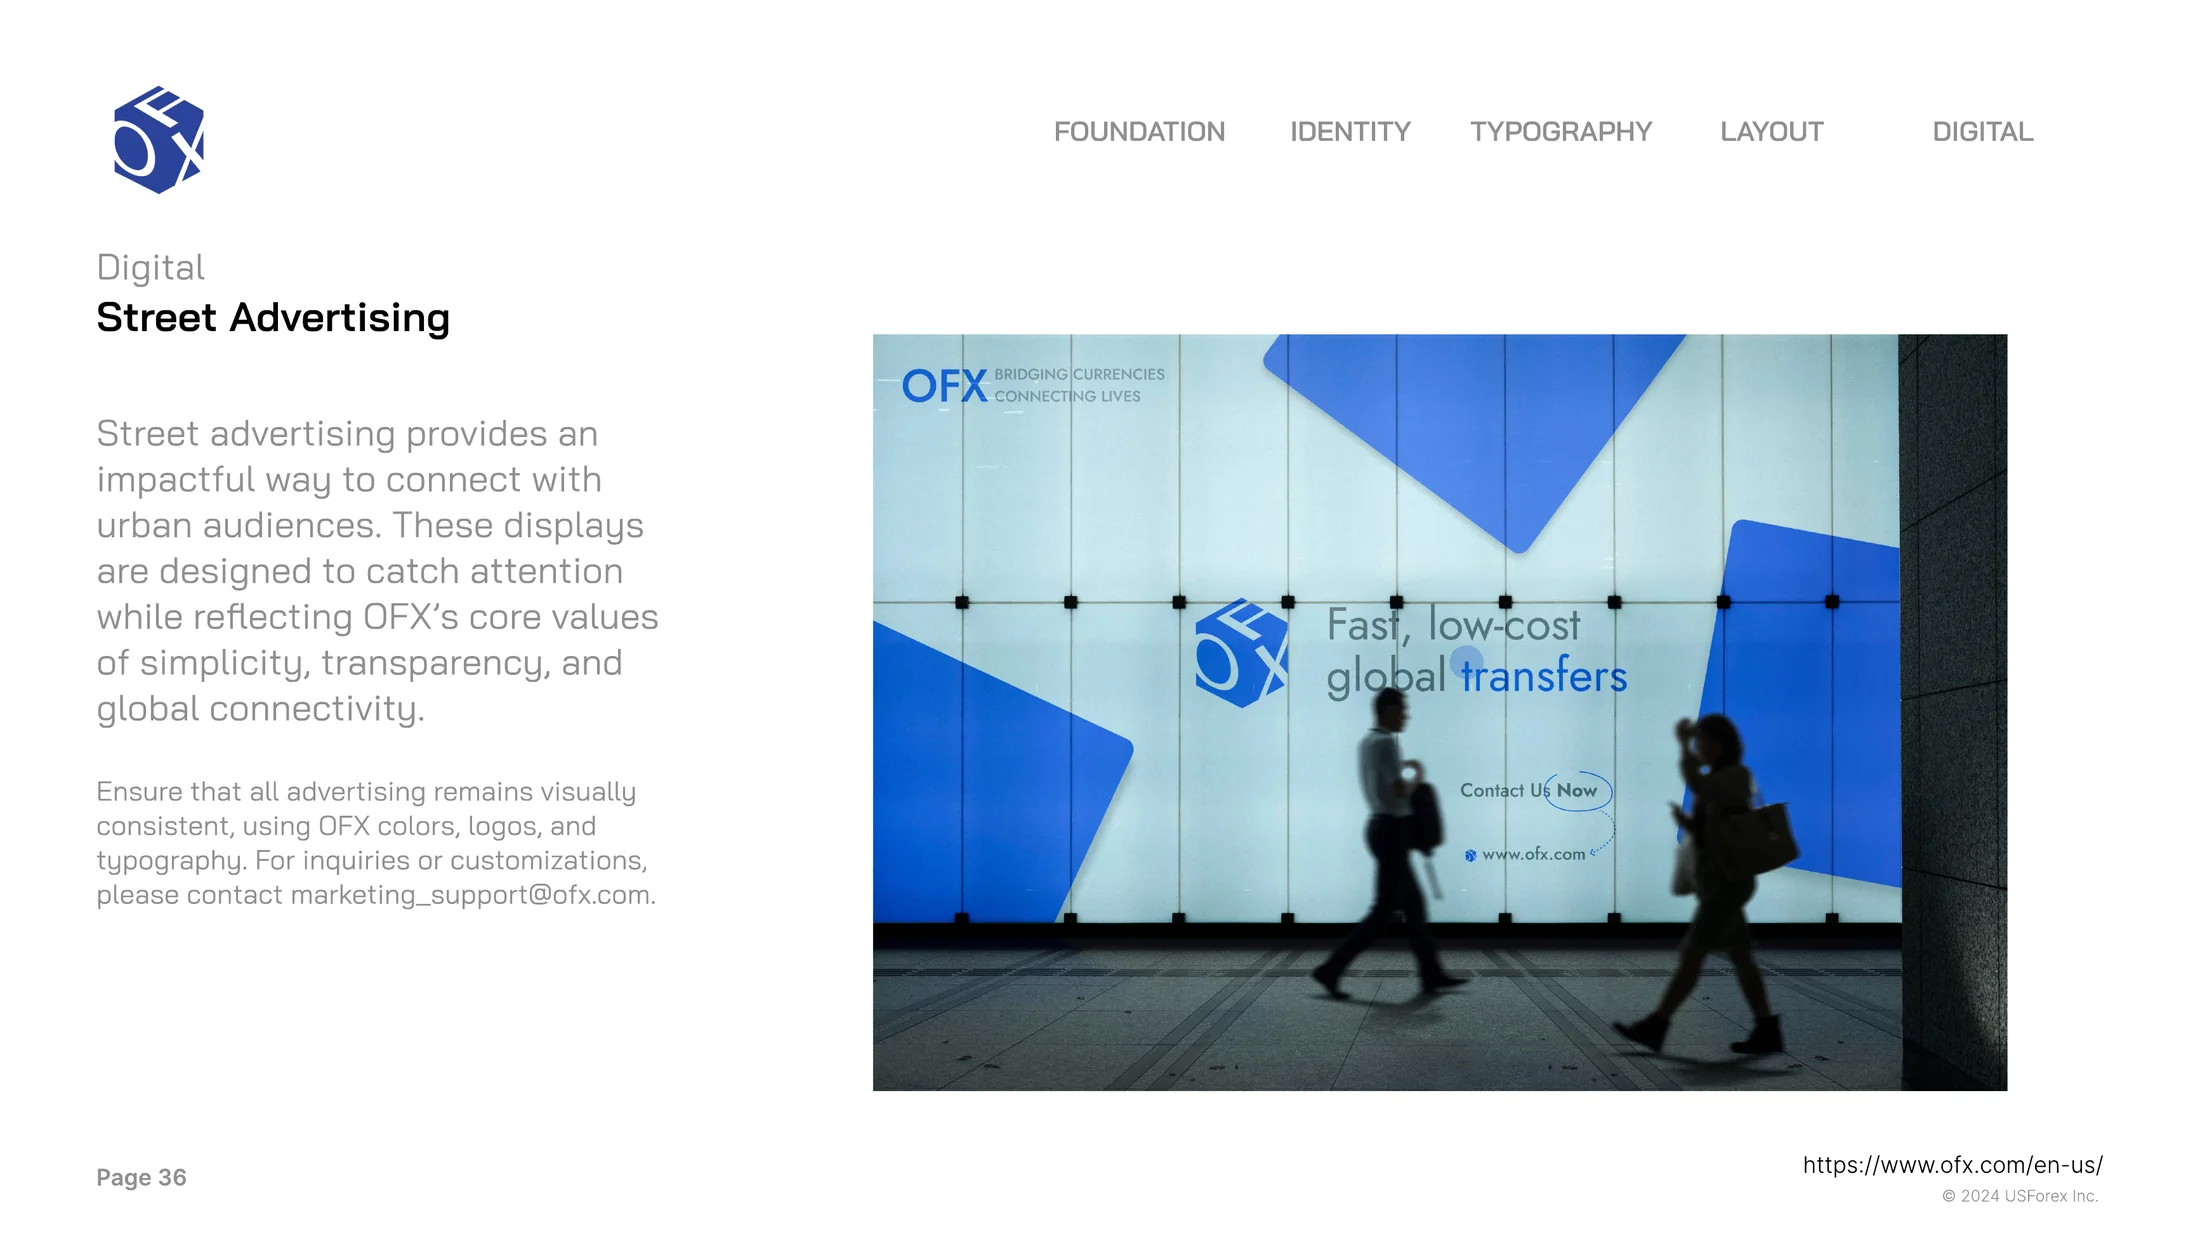 OFX
FOUNDATION IDENTITY TYPOGRAPHY LAYOUT DIGITAL
Digital
Street Advertising
Street advertising provides an
impactful way to connect with
urban audiences. These displays
are designed to catch attention
while reflecting OFX’s core values
of simplicity, transparency, and
global connectivity.
Ensure that all advertising remains visually
consistent, using OFX colors, logos, and
typography. For inquiries or customizations,
please contact marketing_support@ofx.com.
OFX BRIDGING CURRENCIES
CONNECTING LIVES
OFX
Fast, low-cost
global transfers
Contact Us Now
www.ofx.com
Page 36
https://www.ofx.com/en-us/
© 2024 USForex Inc.